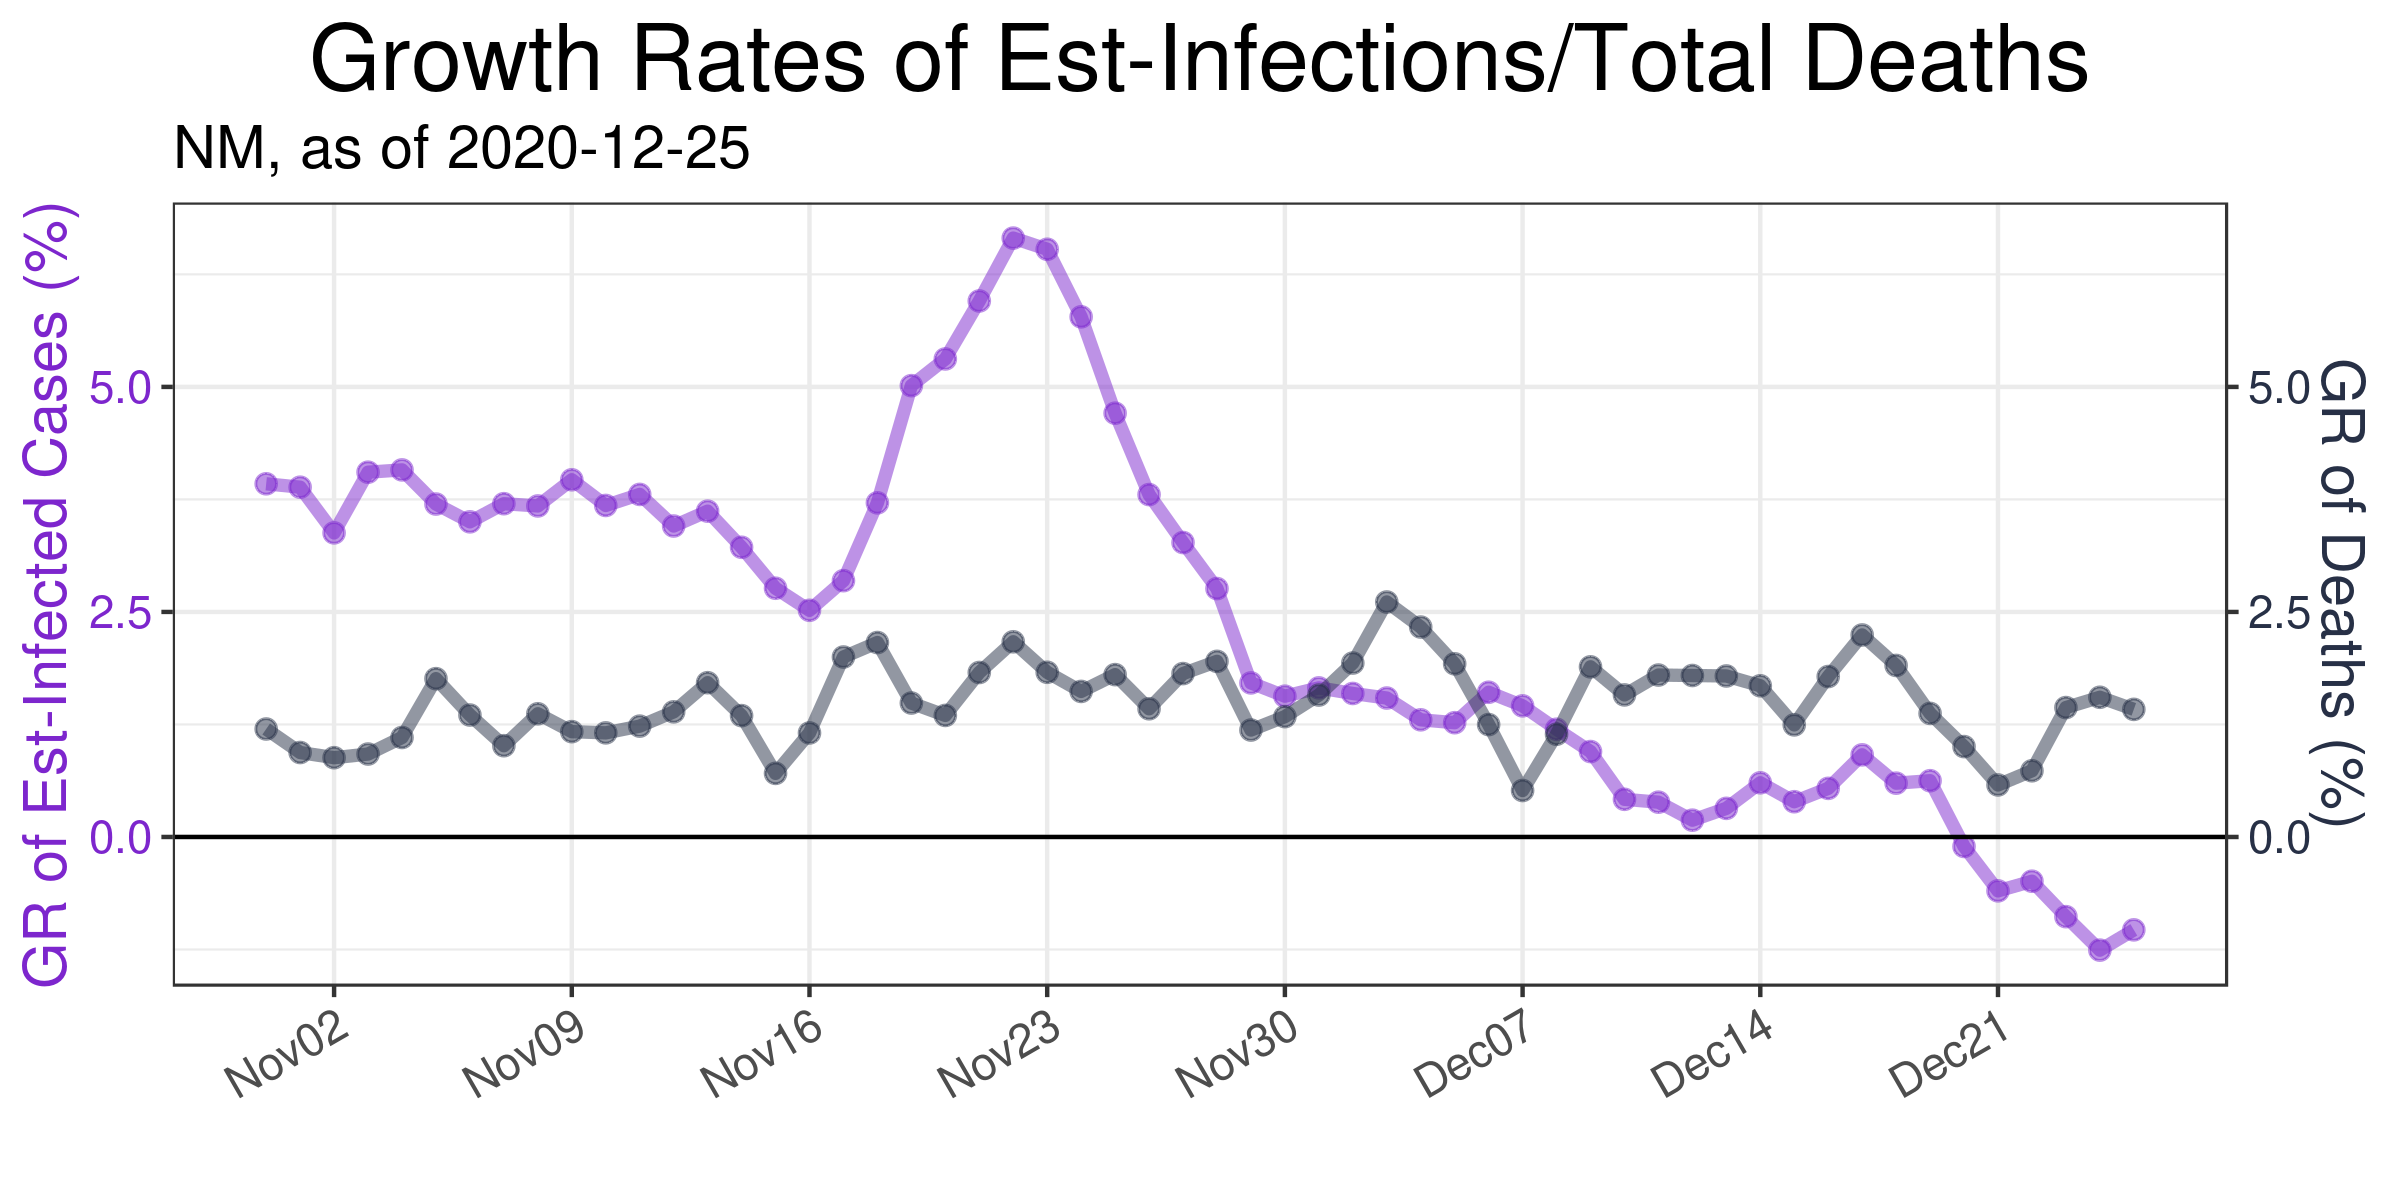 Growth Rates of Est-Infections/Total Deaths
NM, as of 2020-12-25
GR of Est-Infected Cases (%)
5.0
2.5
0.0
5.0
2.5
0.0
GR of Deaths (%)
Nov02
Nov09
Nov16
Nov23
Nov30
Dec07
Dec14
Dec21